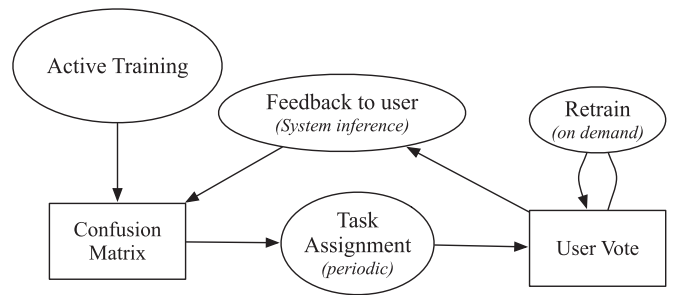 Active Training
Feedback to user
(System inference)
Retrain
(on demand)
Confusion
Matrix
Task
Assignment
(periodic)
User Vote